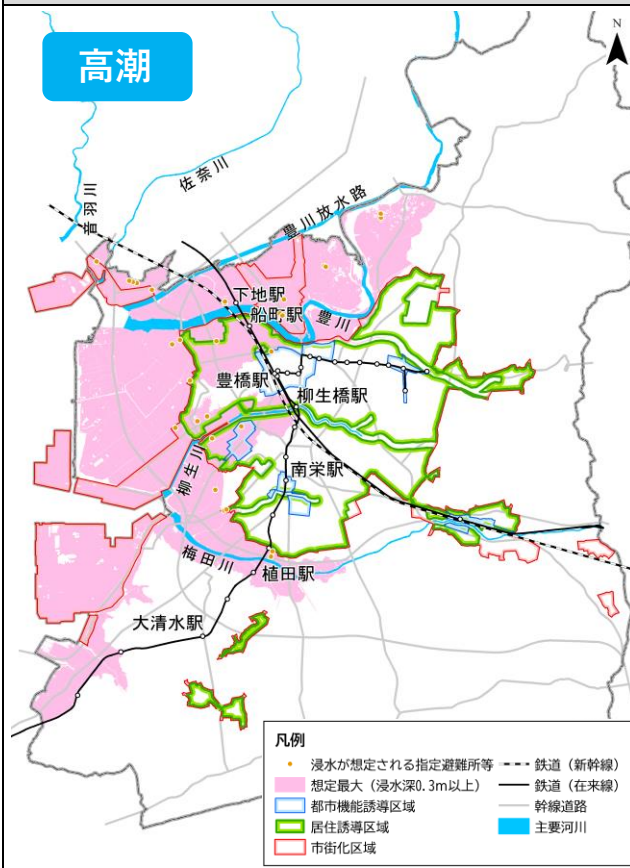 高潮
N
音羽川
佐奈川
豊川放水路
下地駅
船町駅
豊川
豊橋駅
柳生橋駅
柳生川
南栄駅
梅田川
植田駅
大清水駅
凡例
浸水が想定される指定避難所等
想定最大（浸水深0.3m以上）
都市機能誘導区域
居住誘導区域
市街化区域
鉄道（新幹線）
鉄道（在来線）
幹線道路
主要河川